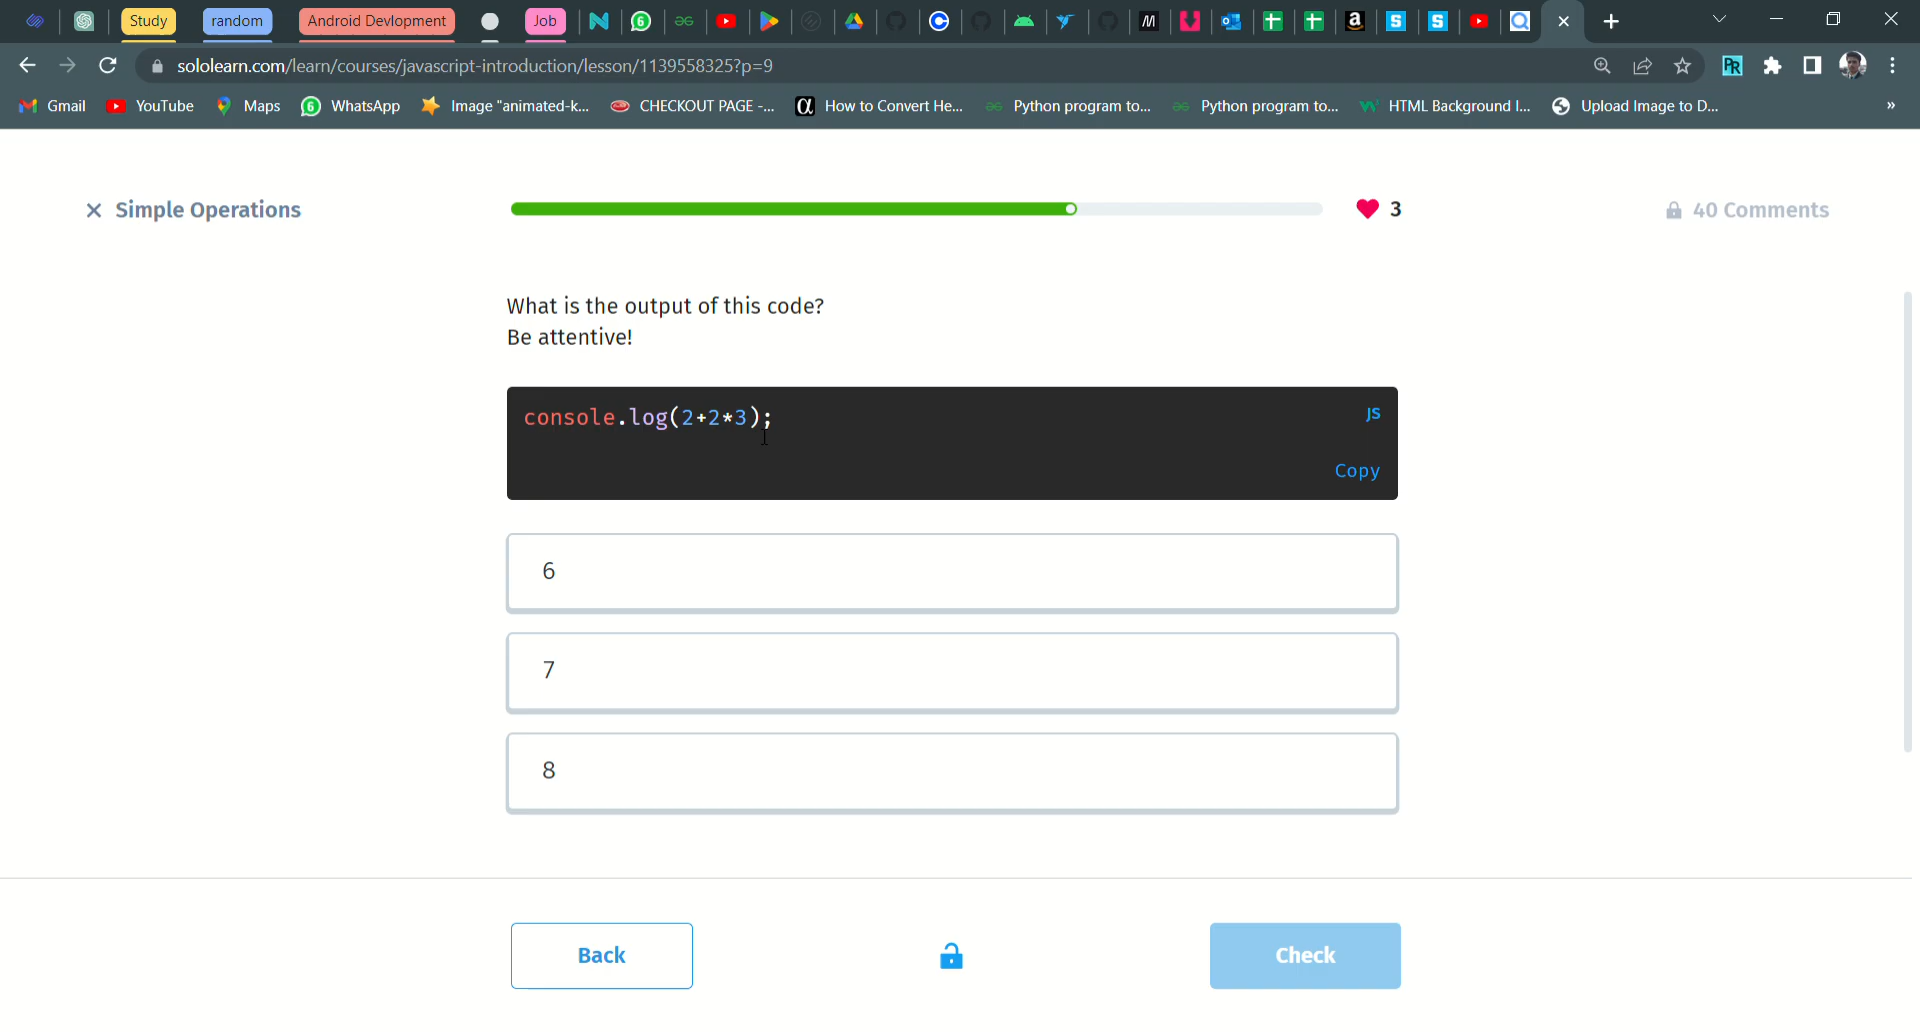 Study
random
Android Devlopment
Job
sololearn.com/learn/courses/javascript-introduction/lesson/1139558325?p=9
Gmail
YouTube
Maps
WhatsApp
Image "animated-k...
CHECKOUT PAGE -...
How to Convert He...
Python program to...
Python program to...
HTML Background I...
Upload Image to D...
»
Simple Operations
3
40 Comments
What is the output of this code?
Be attentive!
console.log(2+2*3);
JS
Copy
6
7
8
Back
Check